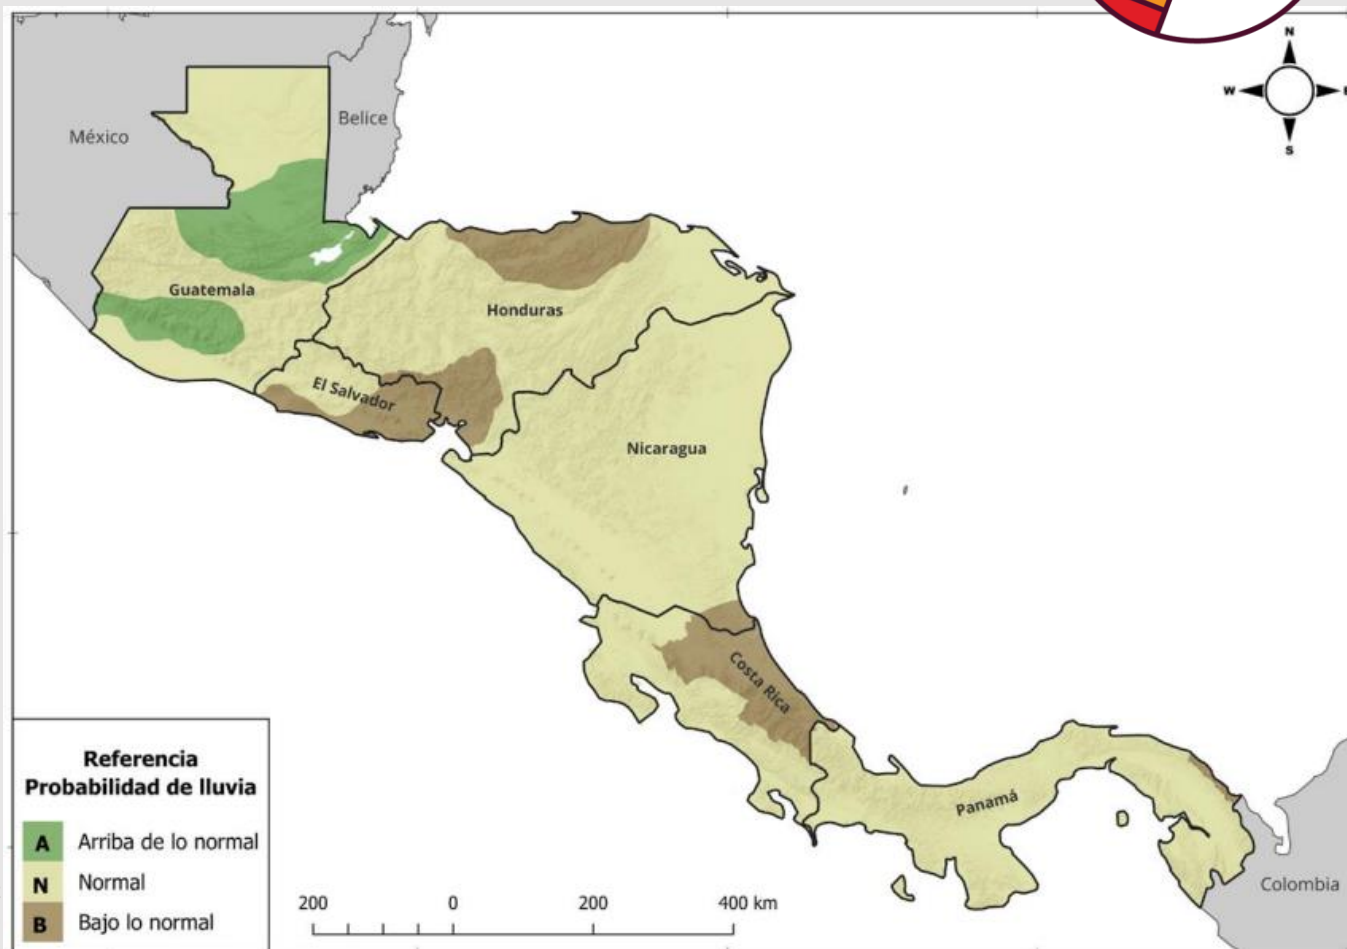 N
W
E
S
México
Belice
Guatemala
Honduras
El Salvador
Nicaragua
Costa Rica
Panamá
Colombia
Referencia
Probabilidad de lluvia
A Arriba de lo normal
N Normal
B Bajo lo normal
200 0 200 400 km